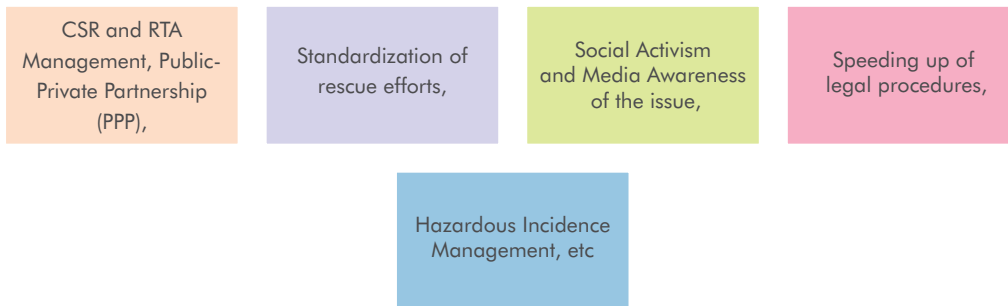 CSR and RTA
Management, Public-
Private Partnership
(PPP),
Standardization of
rescue efforts,
Social Activism
and Media Awareness
of the issue,
Speeding up of
legal procedures,
Hazardous Incidence
Management, etc